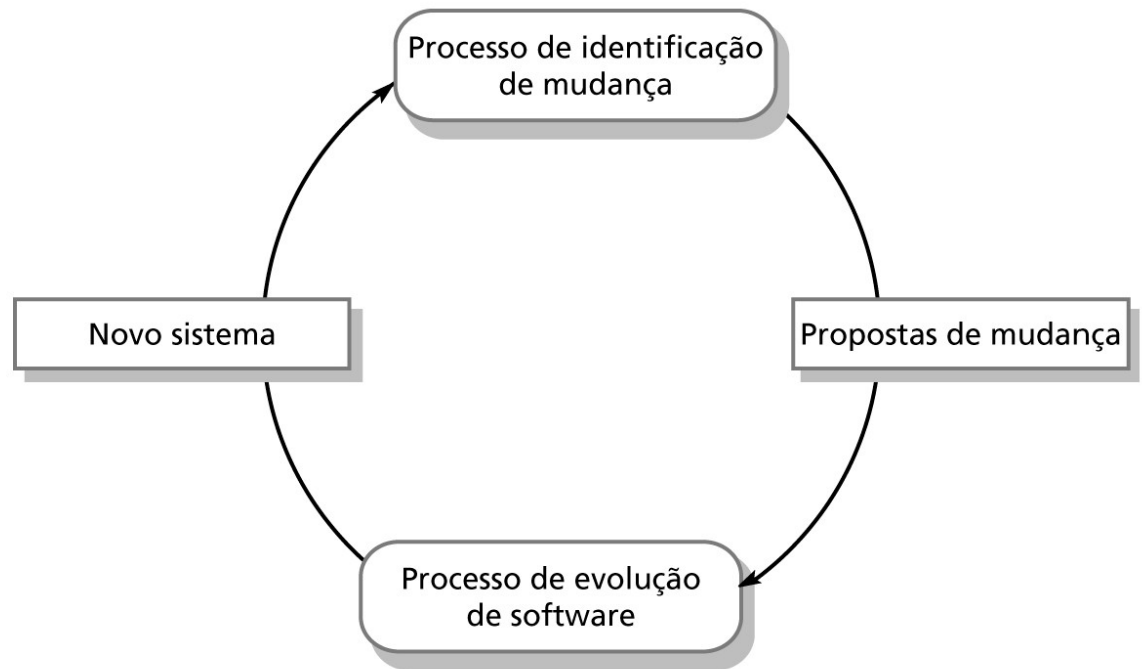 Processo de identificação
de mudança
Novo sistema
Propostas de mudança
Processo de evolução
de software